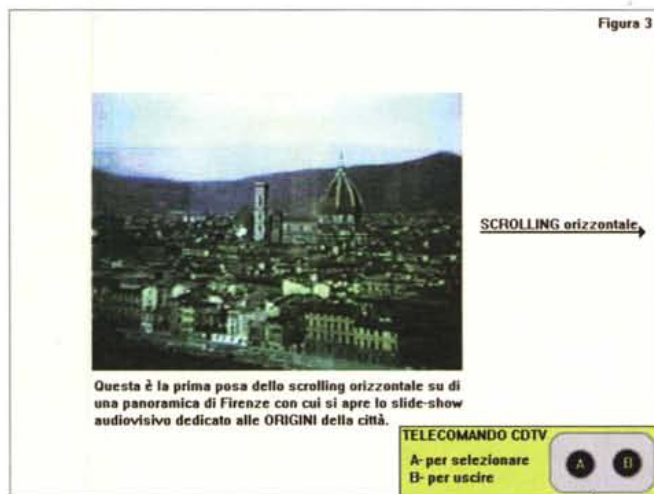 Figura 3
SCROLLING orizzontale
Questa è la prima posa dello scrolling orizzontale su di
una panoramica di Firenze con cui si apre lo slide-show
audiovisivo dedicato alle ORIGINI della città.
TELECOMANDO CDTV
A- per selezionare
B- per uscire
A B